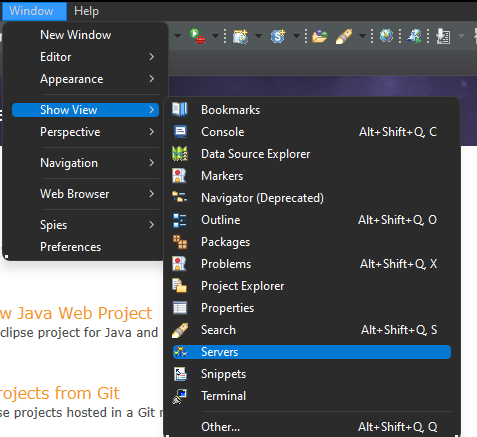 Window Help
New Window
Editor
Appearance
Show View
Perspective
Navigation
Web Browser
Spies
Preferences
Bookmarks
Console Alt+Shift+Q, C
Data Source Explorer
Markers
Navigator (Deprecated)
Outline Alt+Shift+Q, O
Packages
Problems Alt+Shift+Q, X
Project Explorer
Properties
Search Alt+Shift+Q, S
Servers
Snippets
Terminal
Other... Alt+Shift+Q, Q
w Java Web Project
clipse project for Java and
rojects from Git
se projects hosted in a Git